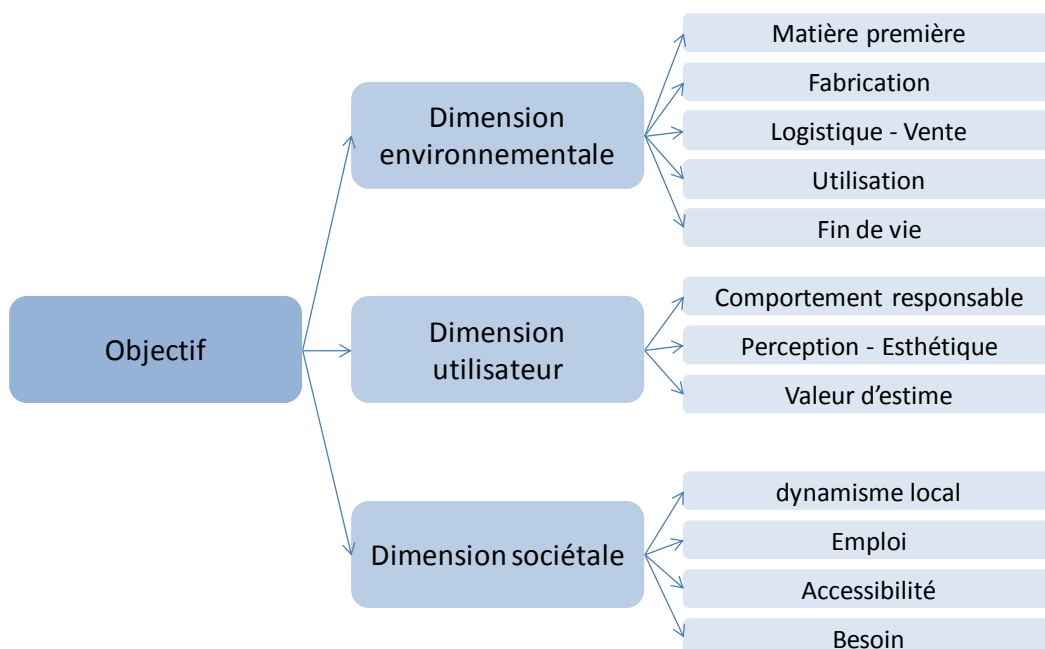 Objectif
Dimension
environnementale
Matière première
Fabrication
Logistique - Vente
Utilisation
Fin de vie
Dimension
utilisateur
Comportement responsable
Perception - Esthétique
Valeur d'estime
Dimension sociétale
dynamisme local
Emploi
Accessibilité
Besoin